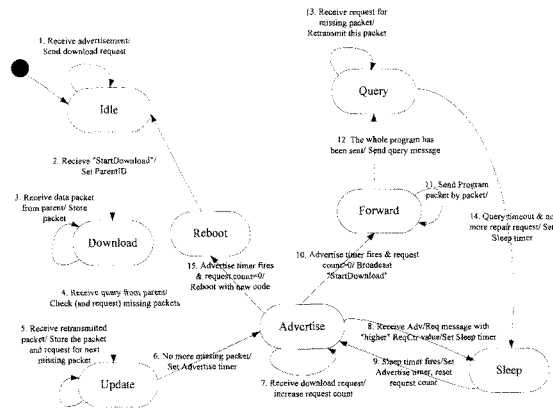 13. Receive request for
missing packet/
Retransmit this packet
1. Receive advertisement/
Send download request
Idle
Query
2. Recieve "StartDownload"/
Set ParentID
12. The whole program has
been sent/ Send query message
3. Receive data packet
from parent/ Store
packet
Download
Reboot
Forward
11. Send Program
packet by packet/
14. Query timeout & no
more repair request/ Set
Sleep timer
15. Advertise timer fires
& request count=0/
Reboot with new code
10. Advertise timer fires & request
count>0/ Broadcast
"StartDownload"
4. Receive query from parent/
Check (and request) missing packets
Advertise
8. Receive Adv/Req message with
"higher" ReqCtr value/Set Sleep timer
5. Receive retransmitted
packet/ Store the packet
and request for next
missing packet
6. No more missing packet/
Set Advertise timer
9. Sleep timer fires/Set
Advertise timer, reset
request count
Sleep
7. Receive download request/
increase request count
Update